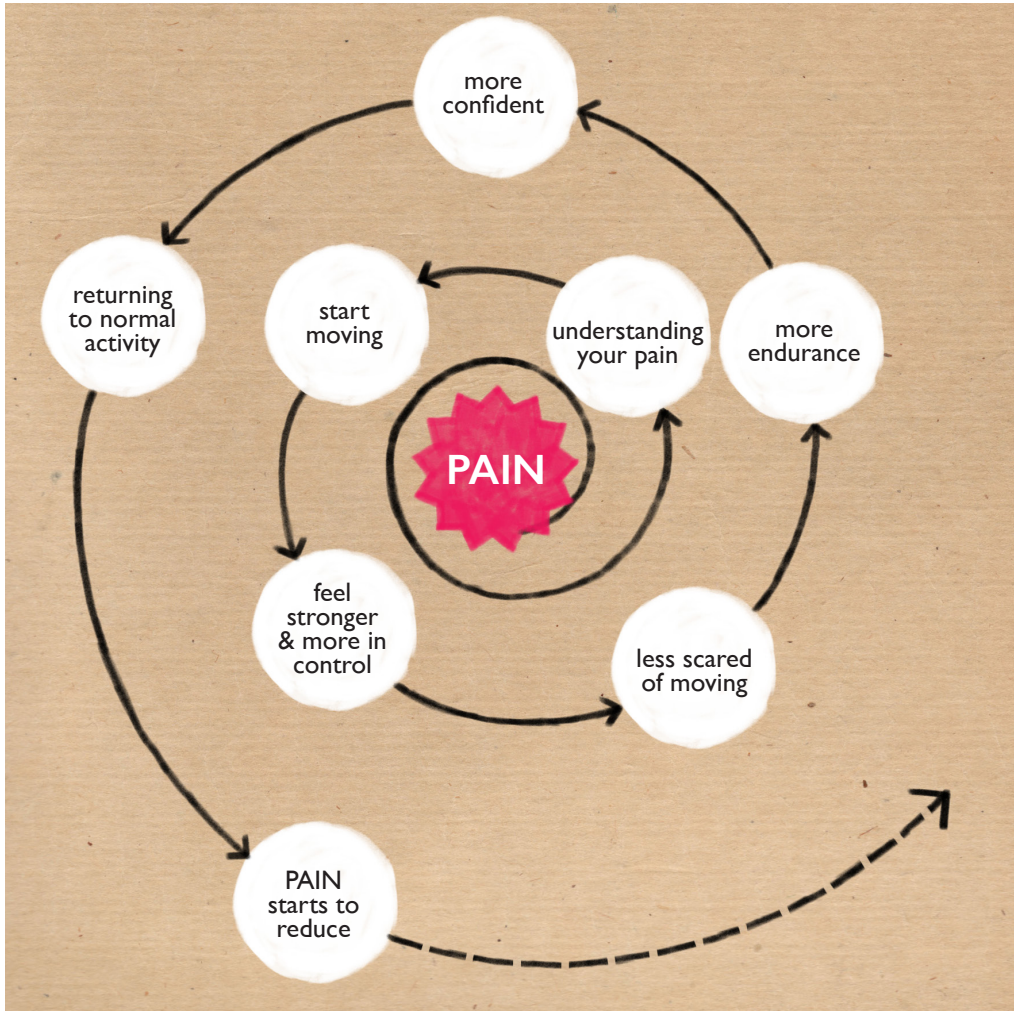 PAIN
understanding
your pain
start
moving
feel
stronger
& more in
control
less scared
of moving
more
endurance
more
confident
returning
to normal
activity
PAIN
starts to
reduce